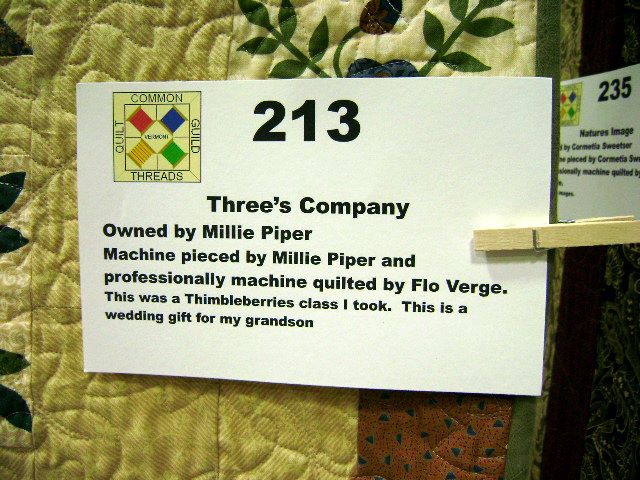 COMMON
QUILT
GUILD
VERMONT
THREADS
213
Three's Company
Owned by Millie Piper
Machine pieced by Millie Piper and
professionally machine quilted by Flo Verge.
This was a Thimbleberries class I took.  This is a
wedding gift for my grandson
235
Natures Image
d by Cormetia Sweetser
pieced by Cormetia
machine quilted by